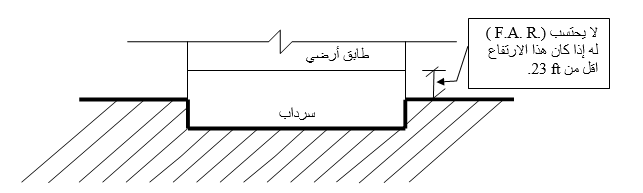 لا يحتسب (F.A. R.)
له إذا كان هذا الارتفاع
اقل من 23 ft.
طابق أرضي
سرداب